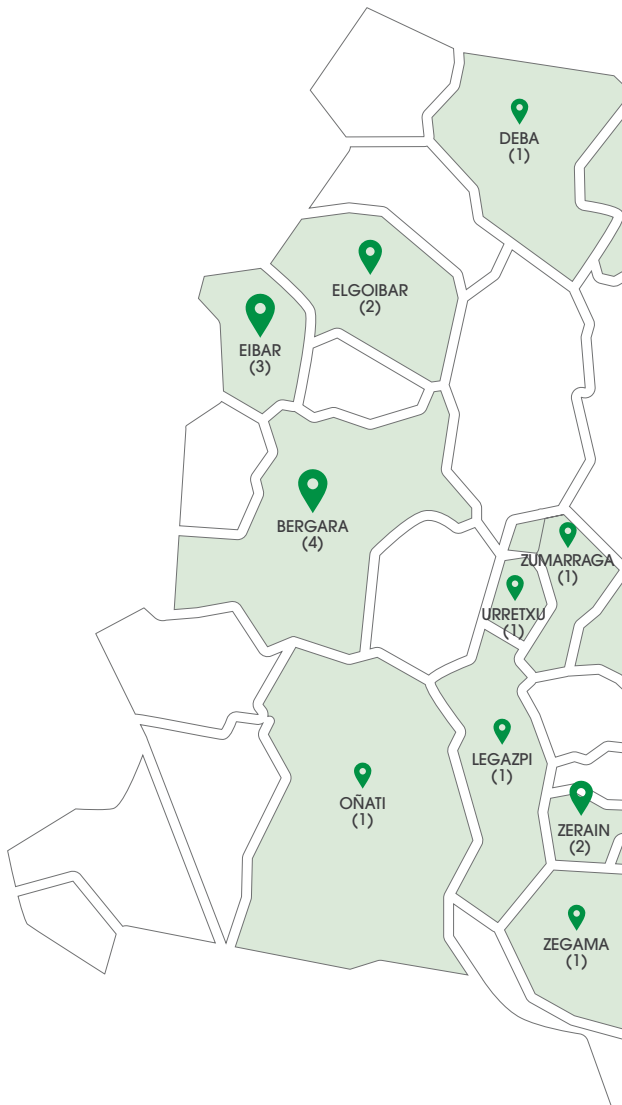 DEBA
(1)
ELGOIBAR
(2)
EIBAR
(3)
BERGARA
(4)
ZUMARRAGA
(1)
URRETXU
(1)
LEGAZPI
(1)
OÑATI
(1)
ZERAIN
(2)
ZEGAMA
(1)